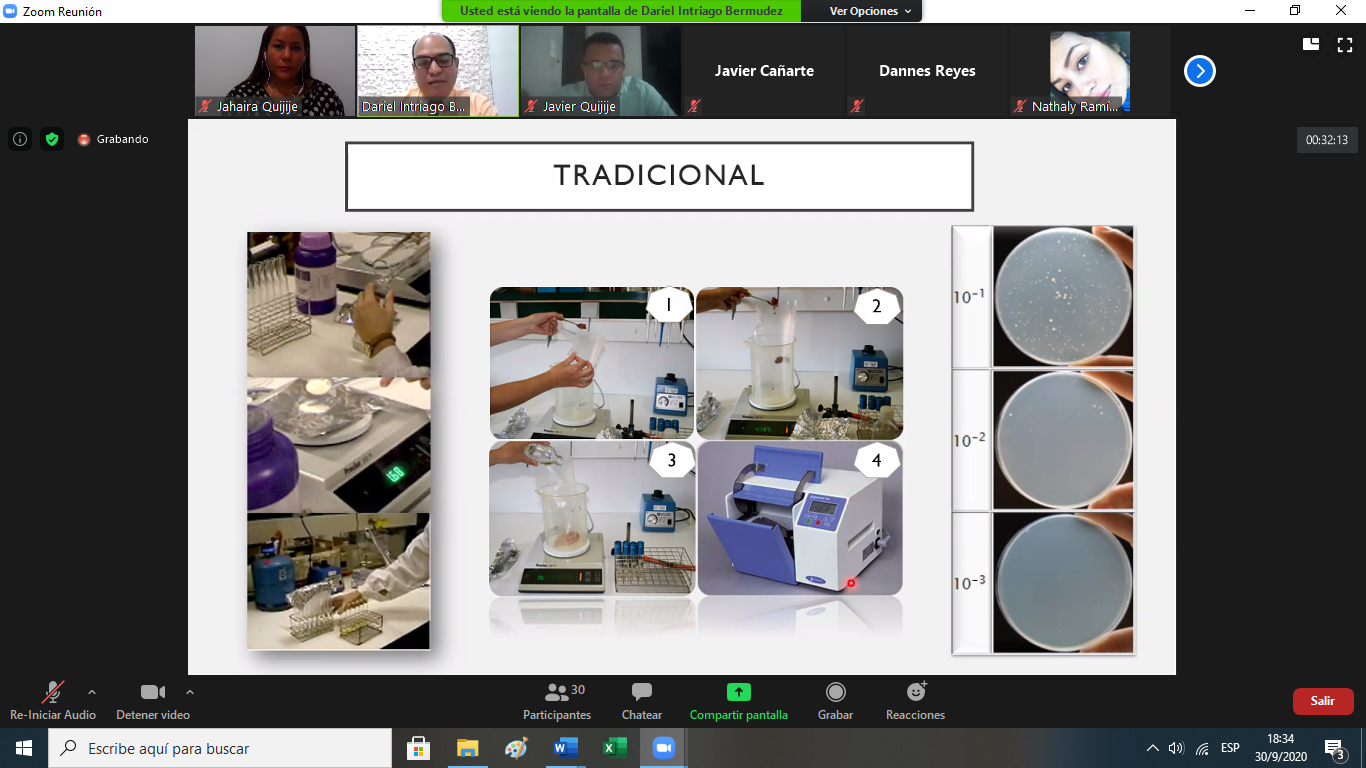 Zoom Reunión
Usted está viendo la pantalla de Dariel Intriago Bermudez
Ver Opciones
Jahaira Quijije
Dariel Intriago B...
Javier Quijije
Javier Cañarte
Dannes Reyes
Nathaly Rami...
Grabando
00:32:13
TRADICIONAL
1
2
3
4
168
10⁻¹
10⁻²
10⁻³
Re-Iniciar Audio
Detener video
30
Participantes
Chatear
Compartir pantalla
Grabar
Reacciones
Salir
Escribe aquí para buscar
ESP
18:34
30/9/2020
3